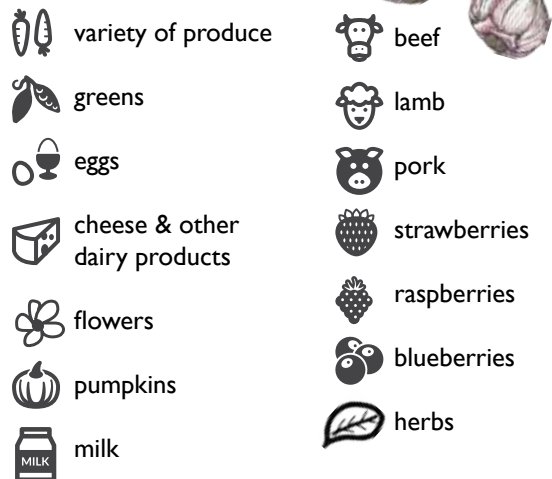 variety of produce
greens
eggs
cheese & other
dairy products
flowers
pumpkins
MILK
milk
beef
lamb
pork
strawberries
raspberries
blueberries
herbs